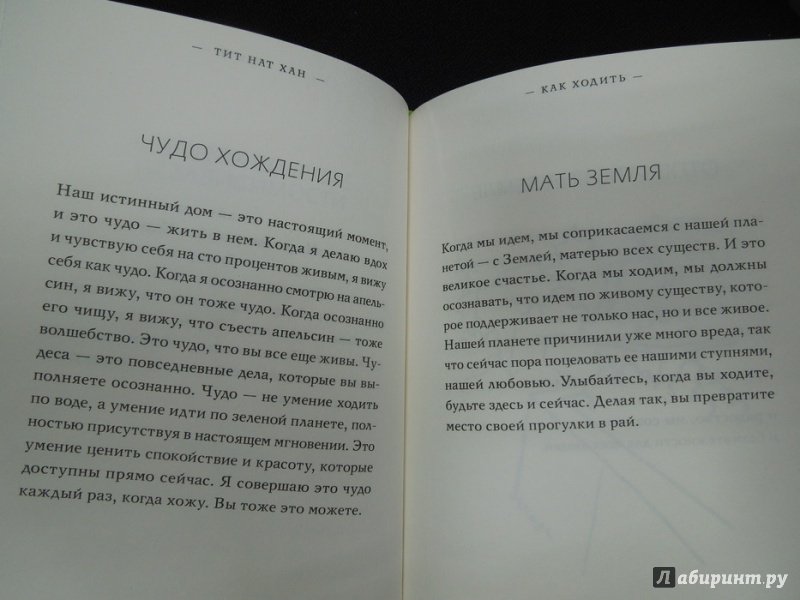 — ТИТ НАТ ХАН —
ЧУДО ХОЖДЕНИЯ
Наш истинный дом — это настоящий момент,
и это чудо — жить в нем. Когда я делаю вдох
и чувствую себя на сто процентов живым, я вижу
себя как чудо. Когда я осознанно смотрю на апель-
син, я вижу, что он тоже чудо. Когда осознанно
его чищу, я вижу, что съесть апельсин — тоже
волшебство. Это чудо, что вы все еще живы. Чу-
деса — это повседневные дела, которые вы вы-
полняете осознанно. Чудо — не умение ходить
по воде, а умение идти по зеленой планете, пол-
ностью присутствуя в настоящем мгновении. Это
умение ценить спокойствие и красоту, которые
доступны прямо сейчас. Я совершаю это чудо
каждый раз, когда хожу. Вы тоже это можете.
— КАК ХОДИТЬ —
МАТЬ ЗЕМЛЯ
Когда мы идем, мы соприкасаемся с нашей пла-
нетой — с Землей, матерью всех существ. И это
великое счастье. Когда мы ходим, мы должны
осознавать, что идем по живому существу, кото-
рое поддерживает не только нас, но и все живое.
Нашей планете причинили уже много вреда, так
что сейчас пора поцеловать ее нашими ступнями,
нашей любовью. Улыбайтесь, когда вы ходите,
будьте здесь и сейчас. Делая так, вы превратите
место своей прогулки в рай.
Лабиринт.ру